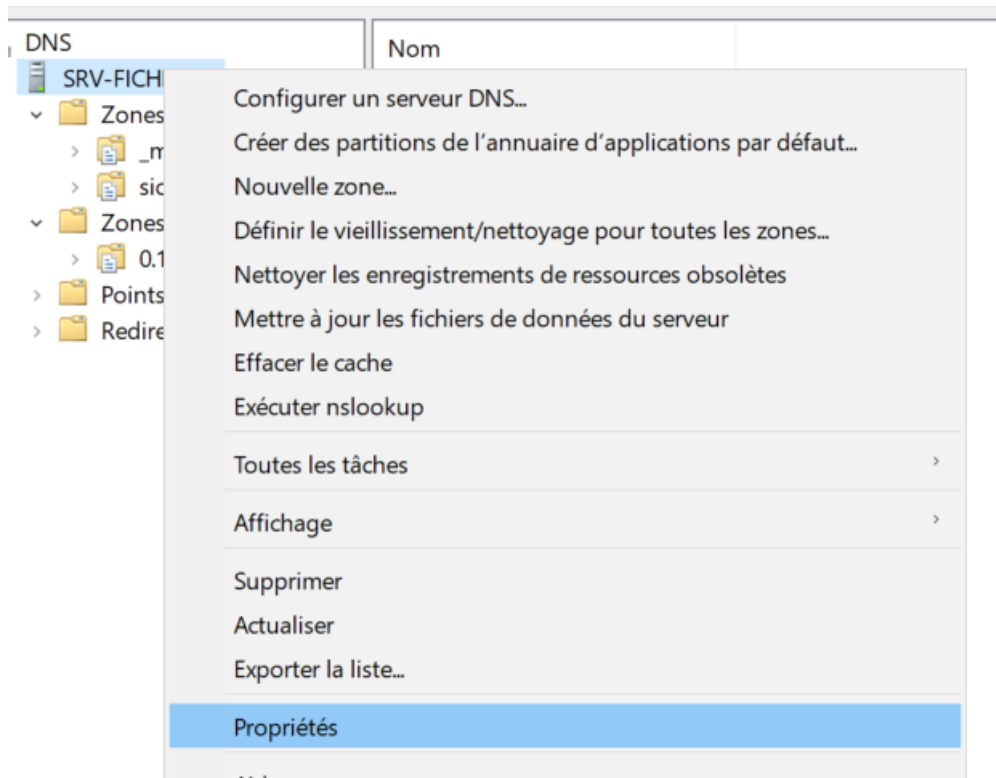 DNS
Nom
SRV-FICH
Zones
_m
sic
Zones
0.1
Points
Redire
Configurer un serveur DNS...
Créer des partitions de l'annuaire d'applications par défaut...
Nouvelle zone...
Définir le vieillissement/nettoyage pour toutes les zones...
Nettoyer les enregistrements de ressources obsolètes
Mettre à jour les fichiers de données du serveur
Effacer le cache
Exécuter nslookup
Toutes les tâches
Affichage
Supprimer
Actualiser
Exporter la liste...
Propriétés